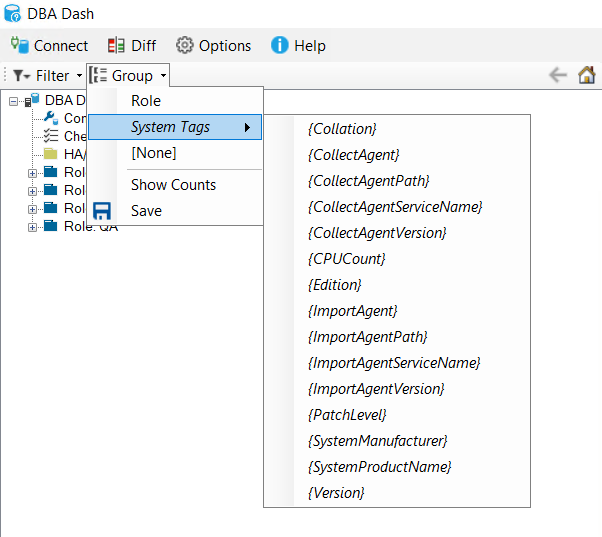 DBA Dash
Connect Diff Options Help
Filter Group
DBA D
Con
Che
HA/
Rol
Rol
Rol
Role: QA
Role
System Tags
[None]
Show Counts
Save
{Collation}
{CollectAgent}
{CollectAgentPath}
{CollectAgentServiceName}
{CollectAgentVersion}
{CPUCount}
{Edition}
{ImportAgent}
{ImportAgentPath}
{ImportAgentServiceName}
{ImportAgentVersion}
{PatchLevel}
{SystemManufacturer}
{SystemProductName}
{Version}